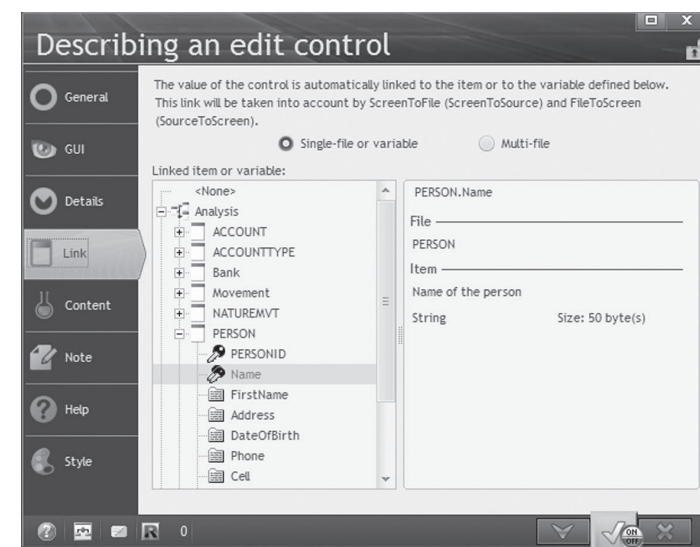 Describing an edit control
General
GUI
Details
Link
Content
Note
Help
Style
The value of the control is automatically linked to the item or to the variable defined below.
This link will be taken into account by ScreenToFile (ScreenToSource) and FileToScreen
(SourceToScreen).
Single-file or variable
Multi-file
Linked item or variable:
<None>
Analysis
ACCOUNT
ACCOUNTTYPE
Bank
Movement
NATUREMVT
PERSON
PERSONID
Name
FirstName
Address
DateOfBirth
Phone
Cell
PERSON.Name
File
PERSON
Item
Name of the person
String Size: 50 byte(s)
R 0
ON
OFF